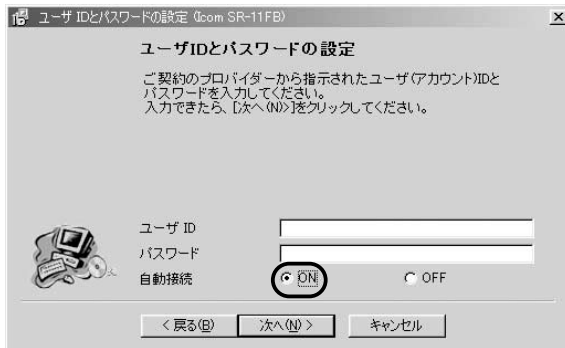 ユーザ IDとパスワードの設定 (Icom SR-11FB)
ユーザIDとパスワードの設定
ご契約のプロバイダーから指示されたユーザ(アカウント)IDと
パスワードを入力してください。
入力できたら、[次へ(N)>]をクリックしてください。
ユーザ ID
パスワード
自動接続 ON OFF
< 戻る(B) 次へ(N) > キャンセル